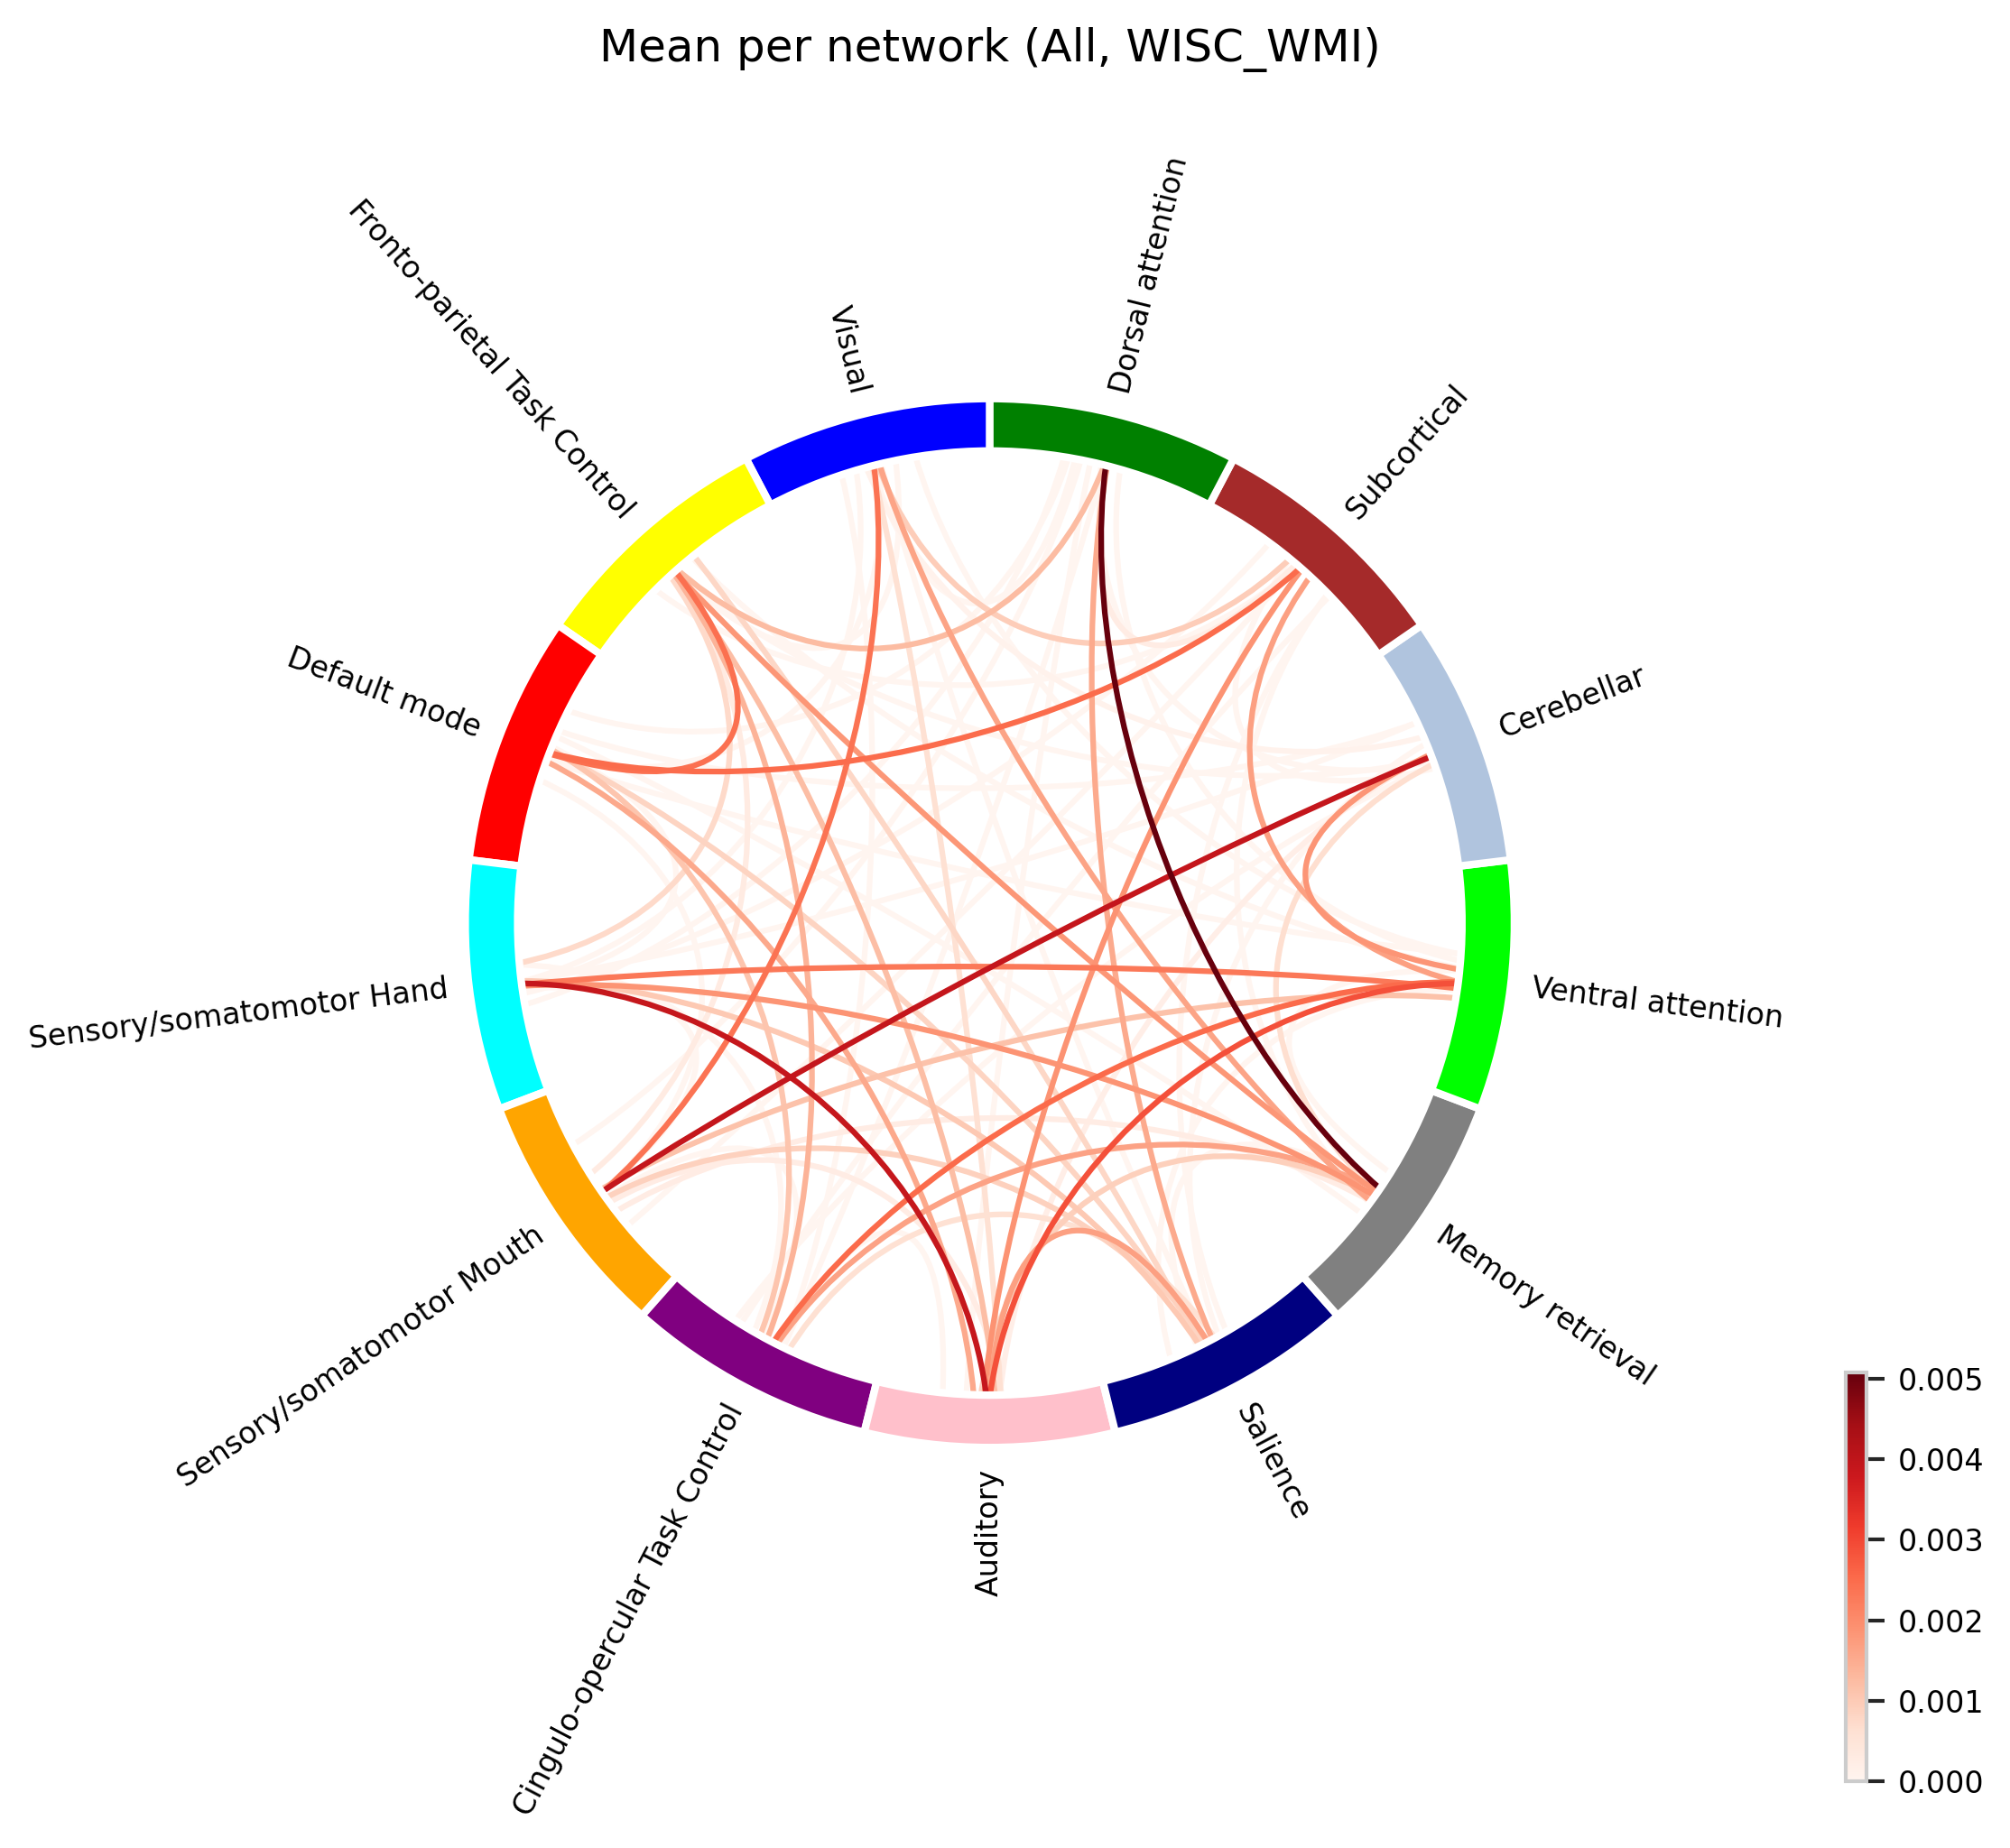 Mean per network (All, WISC_WMI)
Dorsal attention
Visual
Fronto-parietal Task Control
Subcortical
Default mode
Cerebellar
Sensory/somatomotor Hand
Ventral attention
Sensory/somatomotor Mouth
Memory retrieval
Cingulo-opercular Task Control
Auditory
Salience
0.005
0.004
0.003
0.002
0.001
0.000